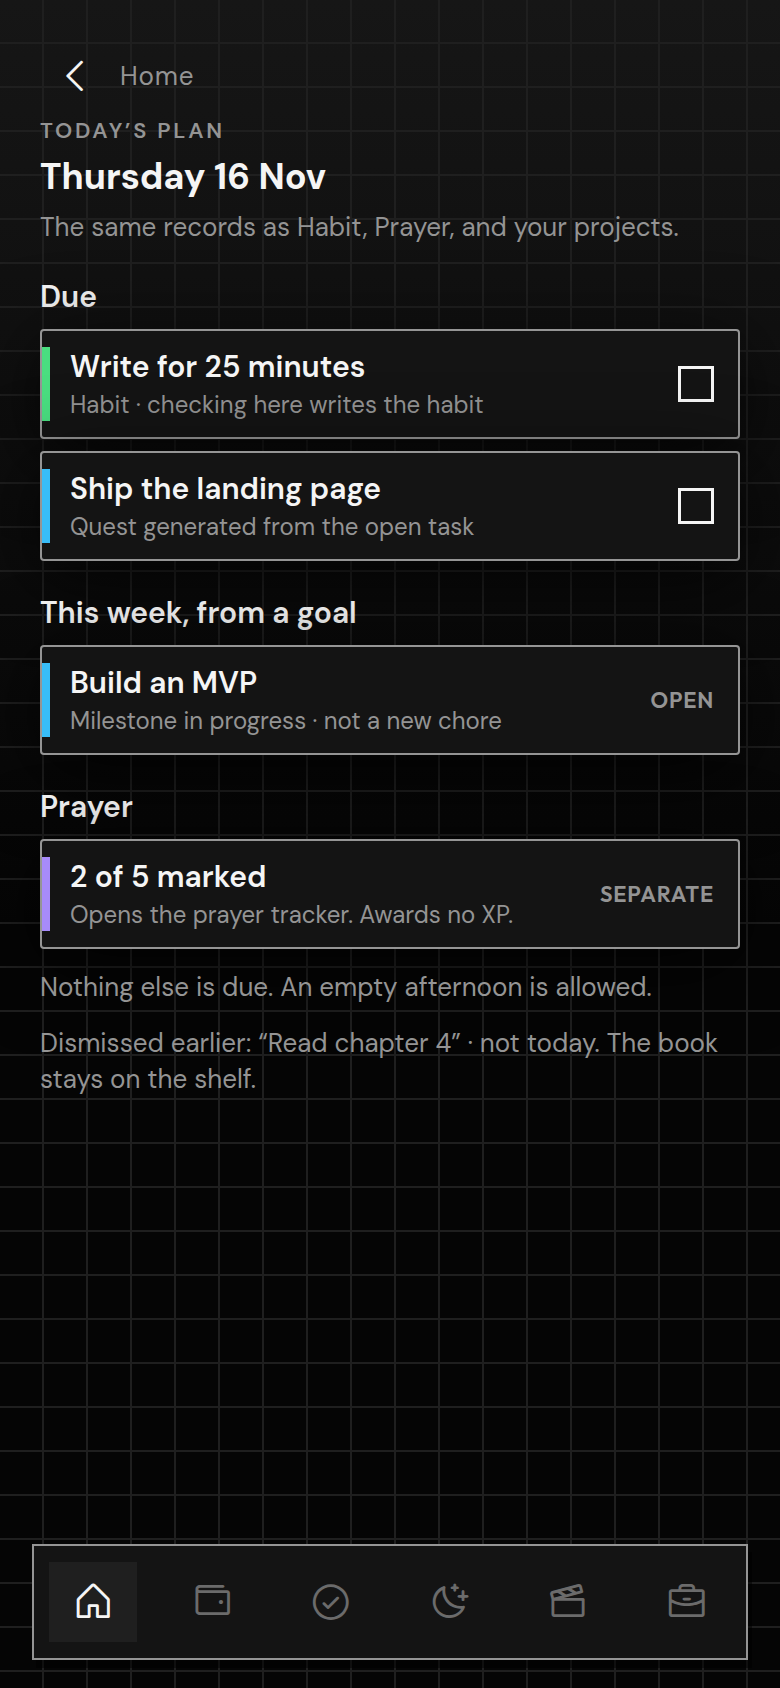 Home
TODAY’S PLAN
Thursday 16 Nov
The same records as Habit, Prayer, and your projects.
Due
Write for 25 minutes
Habit · checking here writes the habit
Ship the landing page
Quest generated from the open task
This week, from a goal
Build an MVP
Milestone in progress · not a new chore
OPEN
Prayer
2 of 5 marked
Opens the prayer tracker. Awards no XP.
SEPARATE
Nothing else is due. An empty afternoon is allowed.
Dismissed earlier: “Read chapter 4” · not today. The book
stays on the shelf.